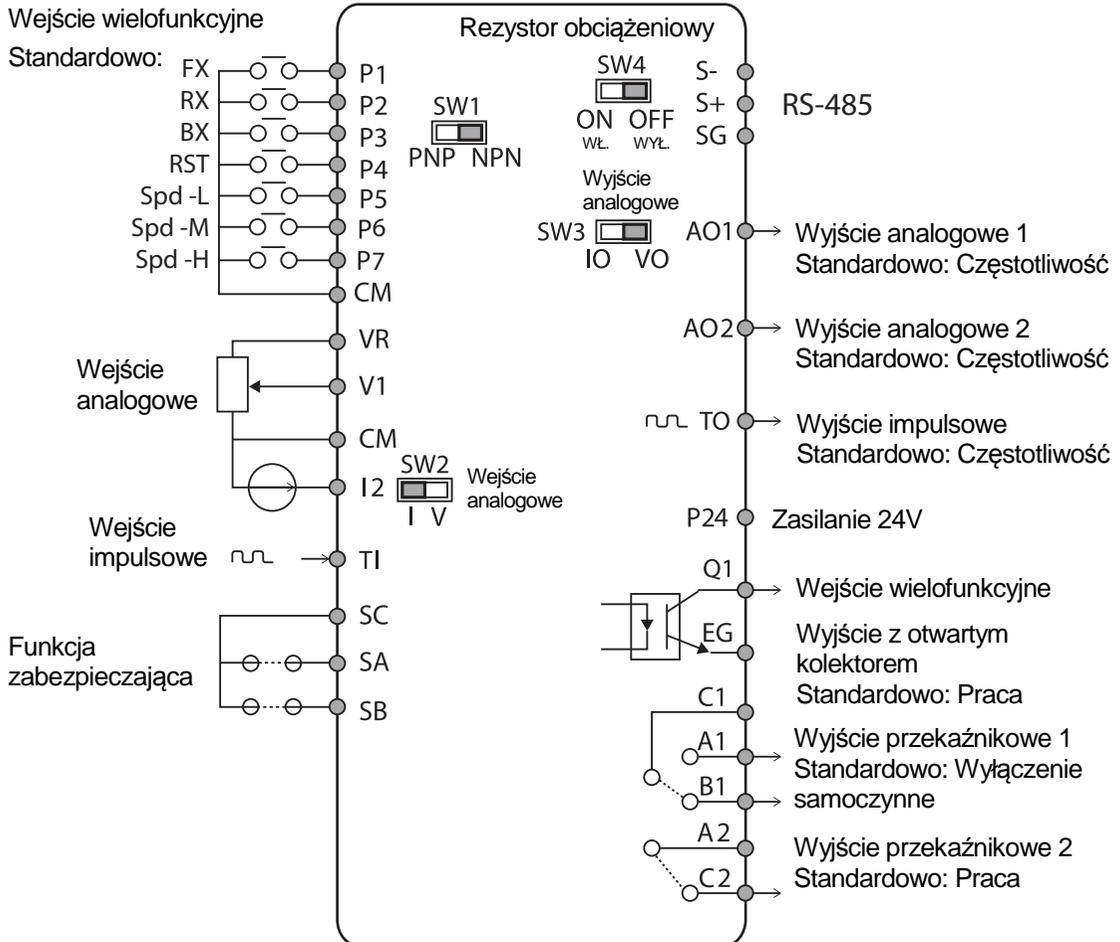 Wejście wielofunkcyjne
Standardowo:
FX
RX
BX
RST
Spd -L
Spd -M
Spd -H
P1
P2
P3
P4
P5
P6
P7
CM
SW1
PNP NPN
Rezystor obciążeniowy
SW4
ON OFF
WŁ. WYŁ.
S-
S+
SG
RS-485
Wyjście
analogowe
SW3
IO VO
AO1
Wyjście analogowe 1
Standardowo: Częstotliwość
AO2
Wyjście analogowe 2
Standardowo: Częstotliwość
TO
Wyjście impulsowe
Standardowo: Częstotliwość
P24
Zasilanie 24V
Wejście
analogowe
VR
V1
CM
I2
SW2
I V
Wejście
analogowe
Wejście
impulsowe
TI
Funkcja
zabezpieczająca
SC
SA
SB
Q1
Wejście wielofunkcyjne
EG
Wyjście z otwartym
kolektorem
Standardowo: Praca
C1
A1
B1
Wyjście przekaźnikowe 1
Standardowo: Wyłączenie
samoczynne
A2
C2
Wyjście przekaźnikowe 2
Standardowo: Praca